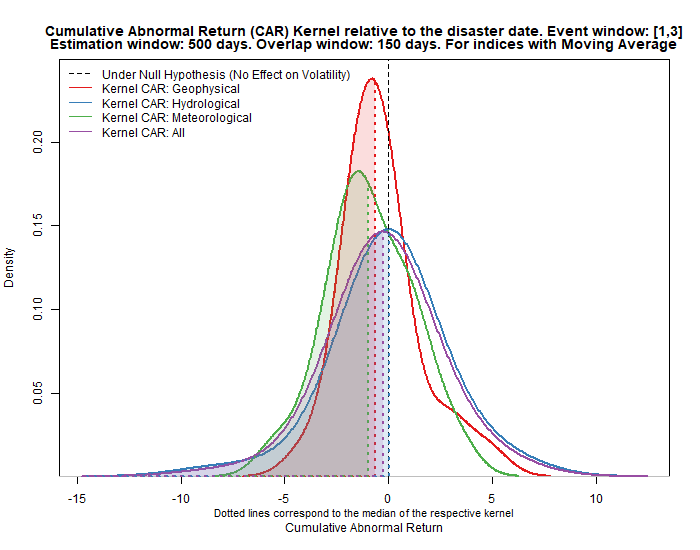 Cumulative Abnormal Return (CAR) Kernel relative to the disaster date. Event window: [1,3]
Estimation window: 500 days. Overlap window: 150 days. For indices with Moving Average
Under Null Hypothesis (No Effect on Volatility)
Kernel CAR: Geophysical
Kernel CAR: Hydrological
Kernel CAR: Meteorological
Kernel CAR: All
0.20
0.15
0.10
0.05
Density
-15 -10 -5 0 5 10
Dotted lines correspond to the median of the respective kernel
Cumulative Abnormal Return